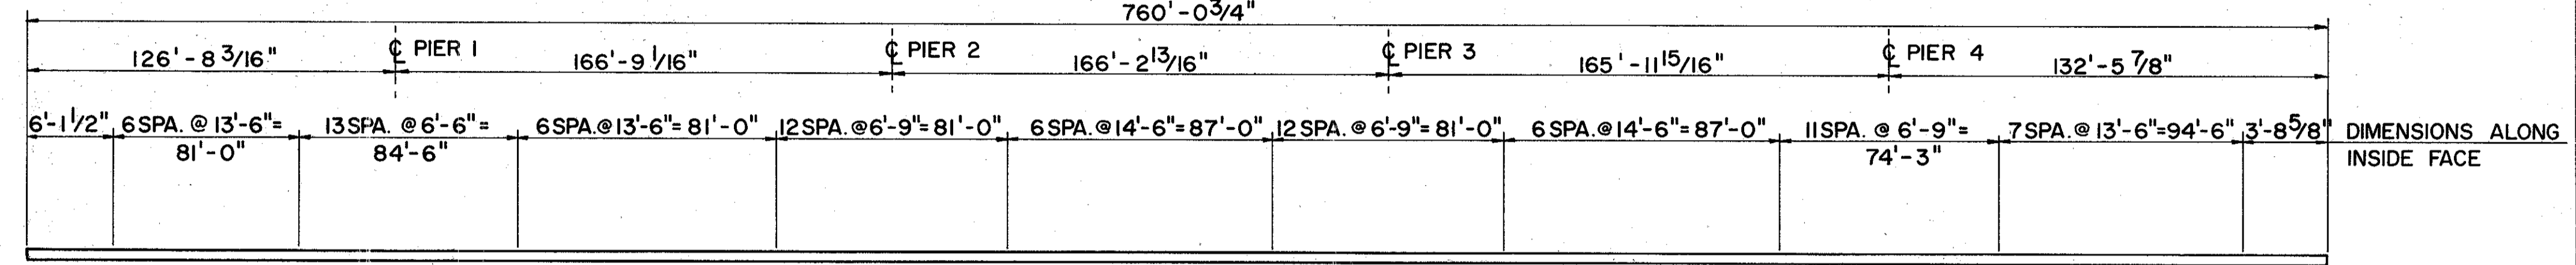 760'-0 3/4"
126'-8 3/16"
℄ PIER 1
166'-9 1/16"
℄ PIER 2
166'-2 13/16"
℄ PIER 3
165'-11 15/16"
℄ PIER 4
132'-5 7/8"
6'-1 1/2"
6 SPA. @ 13'-6"=
81'-0"
13 SPA. @ 6'-6"=
84'-6"
6 SPA.@ 13'-6"= 81'-0"
12 SPA.@ 6'-9"= 81'-0"
6 SPA.@ 14'-6"= 87'-0"
12 SPA.@ 6'-9"= 81'-0"
6 SPA.@ 14'-6"= 87'-0"
11 SPA. @ 6'-9"=
74'-3"
7 SPA.@ 13'-6"=94'-6"
3'-8 5/8"
DIMENSIONS ALONG
INSIDE FACE